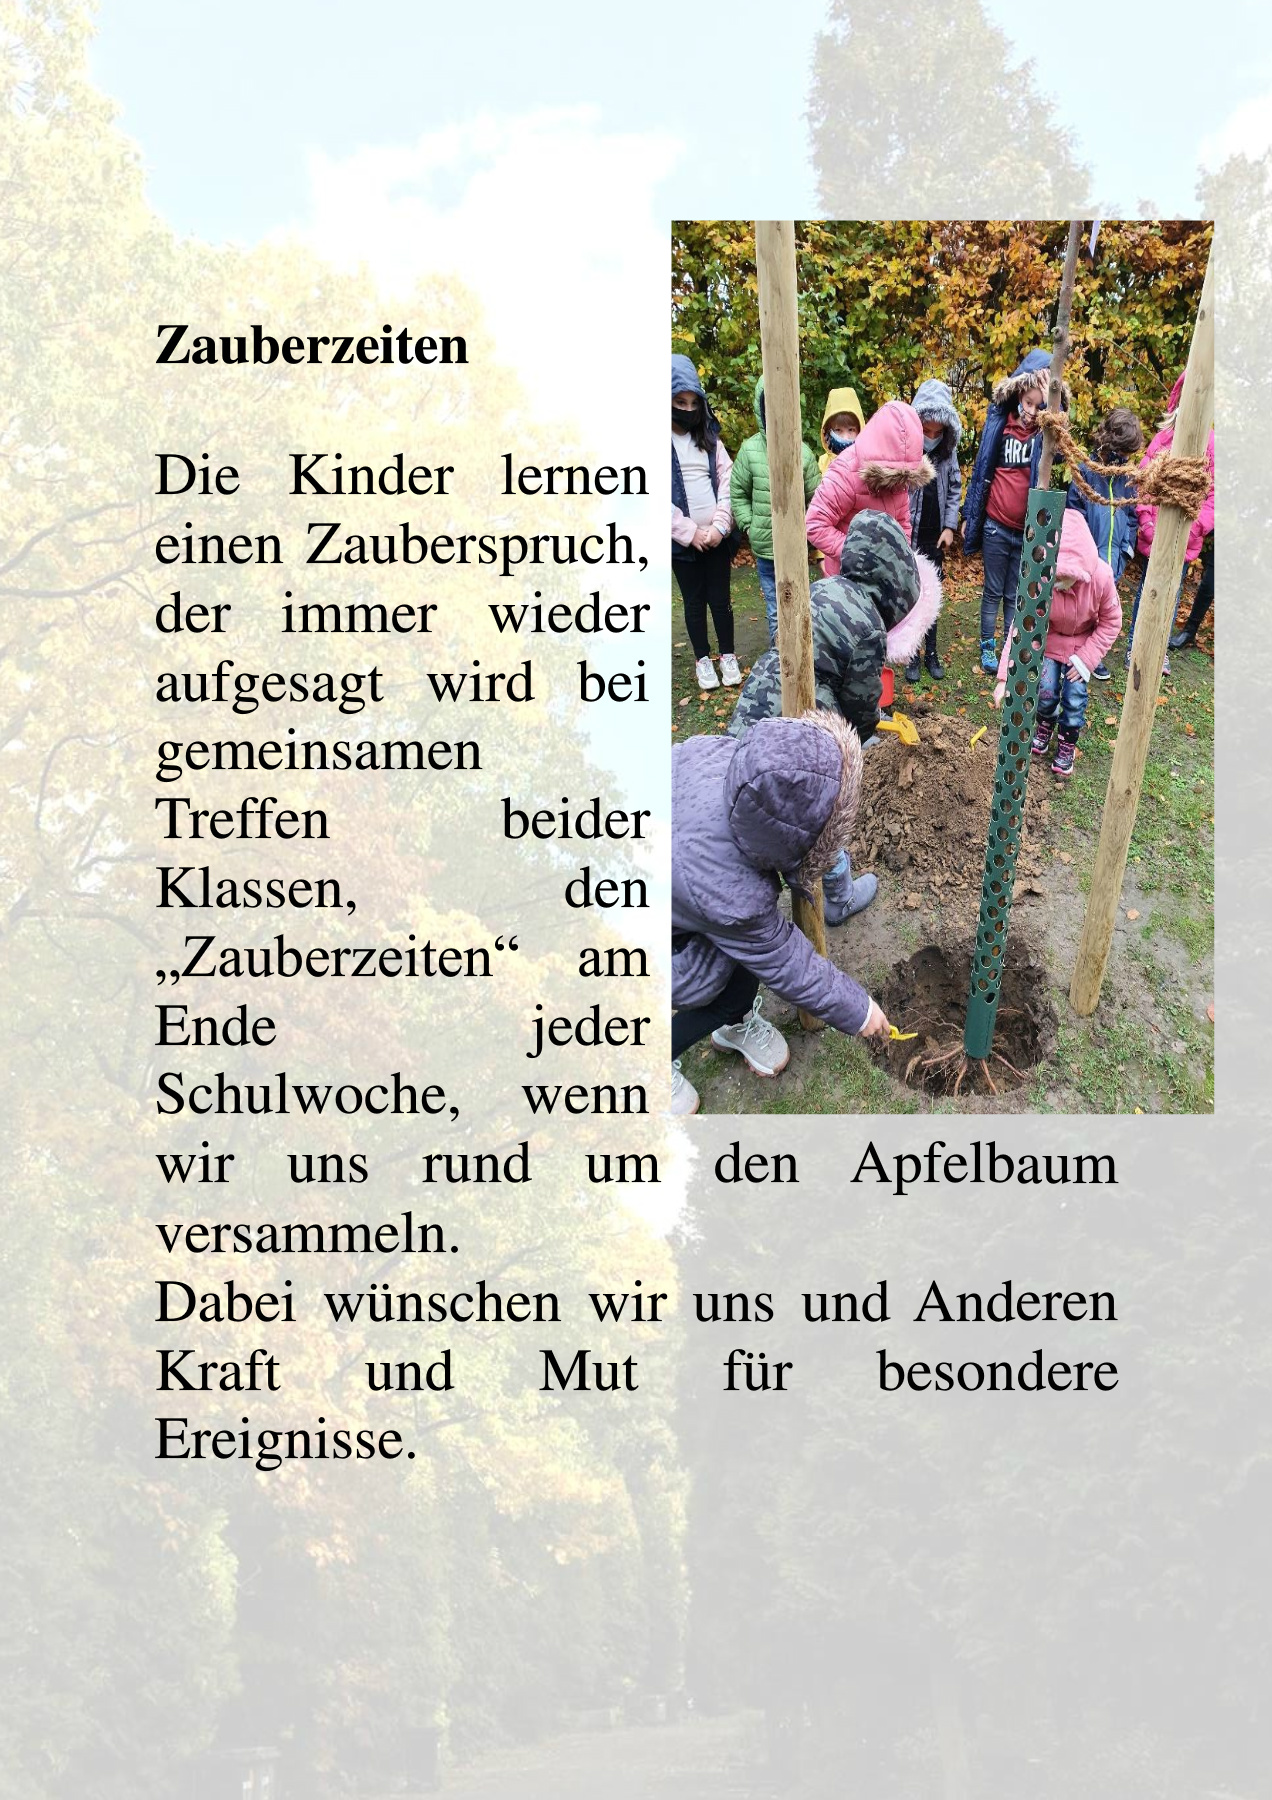 Zauberzeiten
Die Kinder lernen
einen Zauberspruch,
der immer wieder
aufgesagt wird bei
gemeinsamen
Treffen beider
Klassen, den
„Zauberzeiten“ am
Ende jeder
Schulwoche, wenn
wir uns rund um den Apfelbaum
versammeln.
Dabei wünschen wir uns und Anderen
Kraft und Mut für besondere
Ereignisse.
HRL